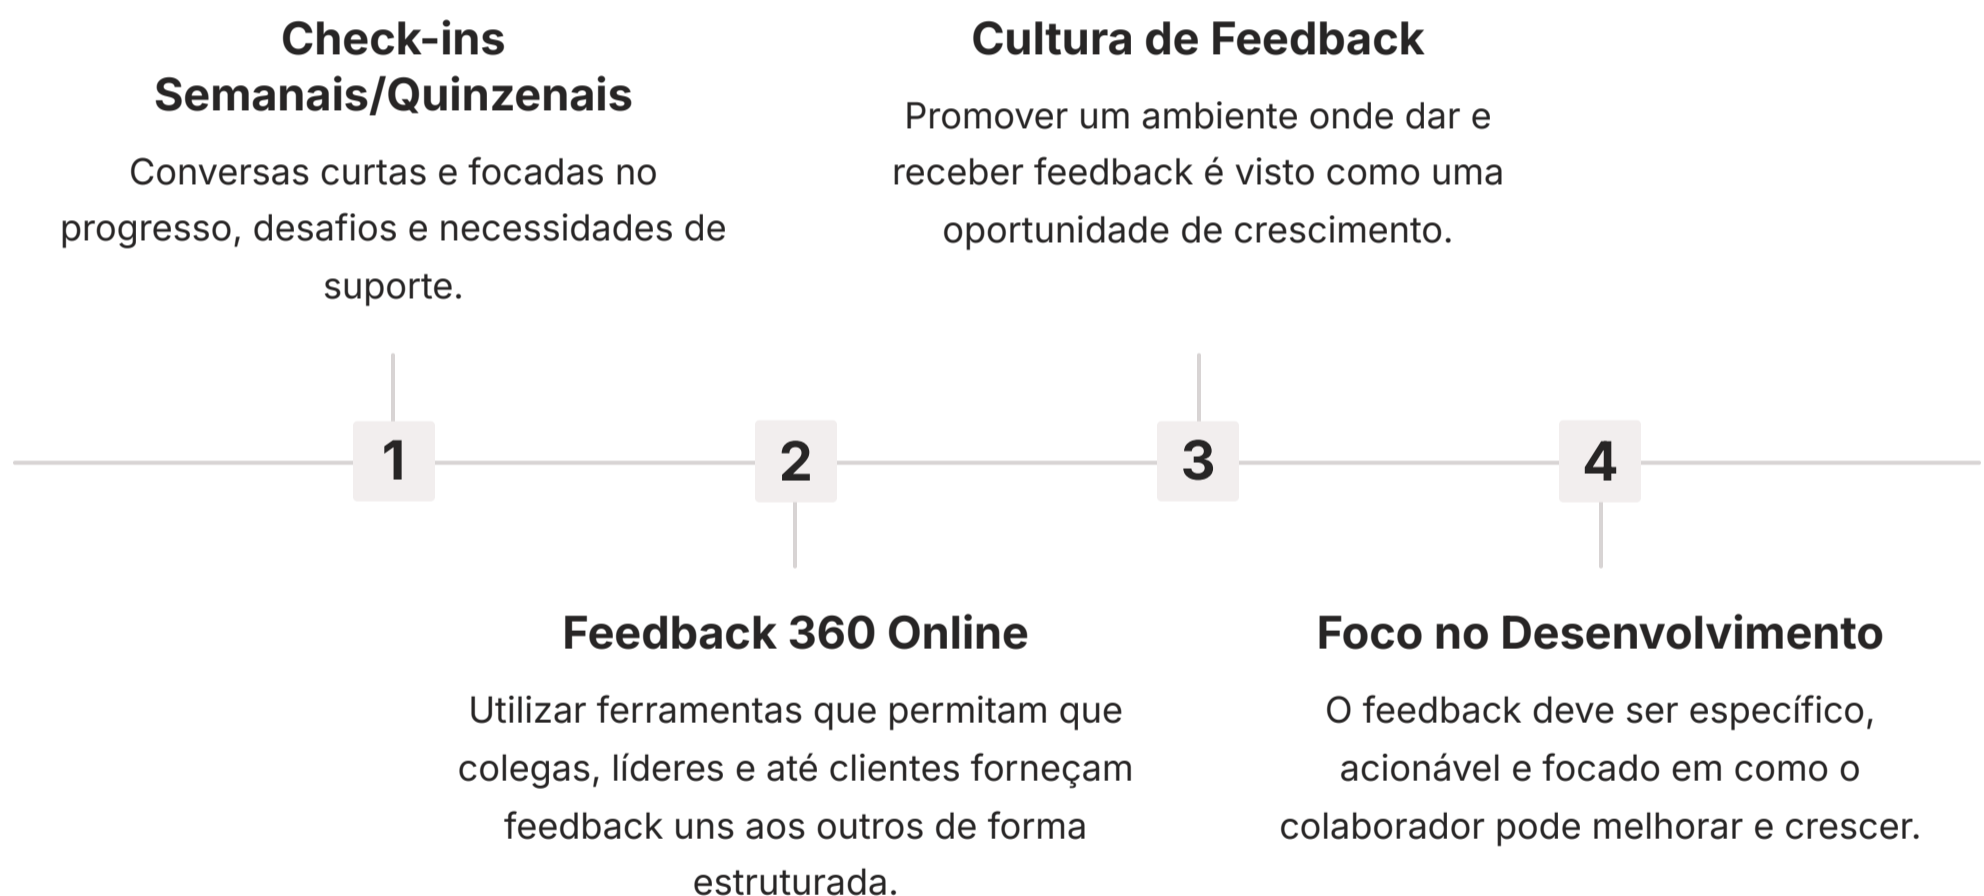 Check-ins
Semanais/Quinzenais
Conversas curtas e focadas no
progresso, desafios e necessidades de
suporte.
1
Feedback 360 Online
Utilizar ferramentas que permitam que
colegas, líderes e até clientes forneçam
feedback uns aos outros de forma
estruturada.
2
Cultura de Feedback
Promover um ambiente onde dar e
receber feedback é visto como uma
oportunidade de crescimento.
3
Foco no Desenvolvimento
O feedback deve ser específico,
acionável e focado em como o
colaborador pode melhorar e crescer.
4